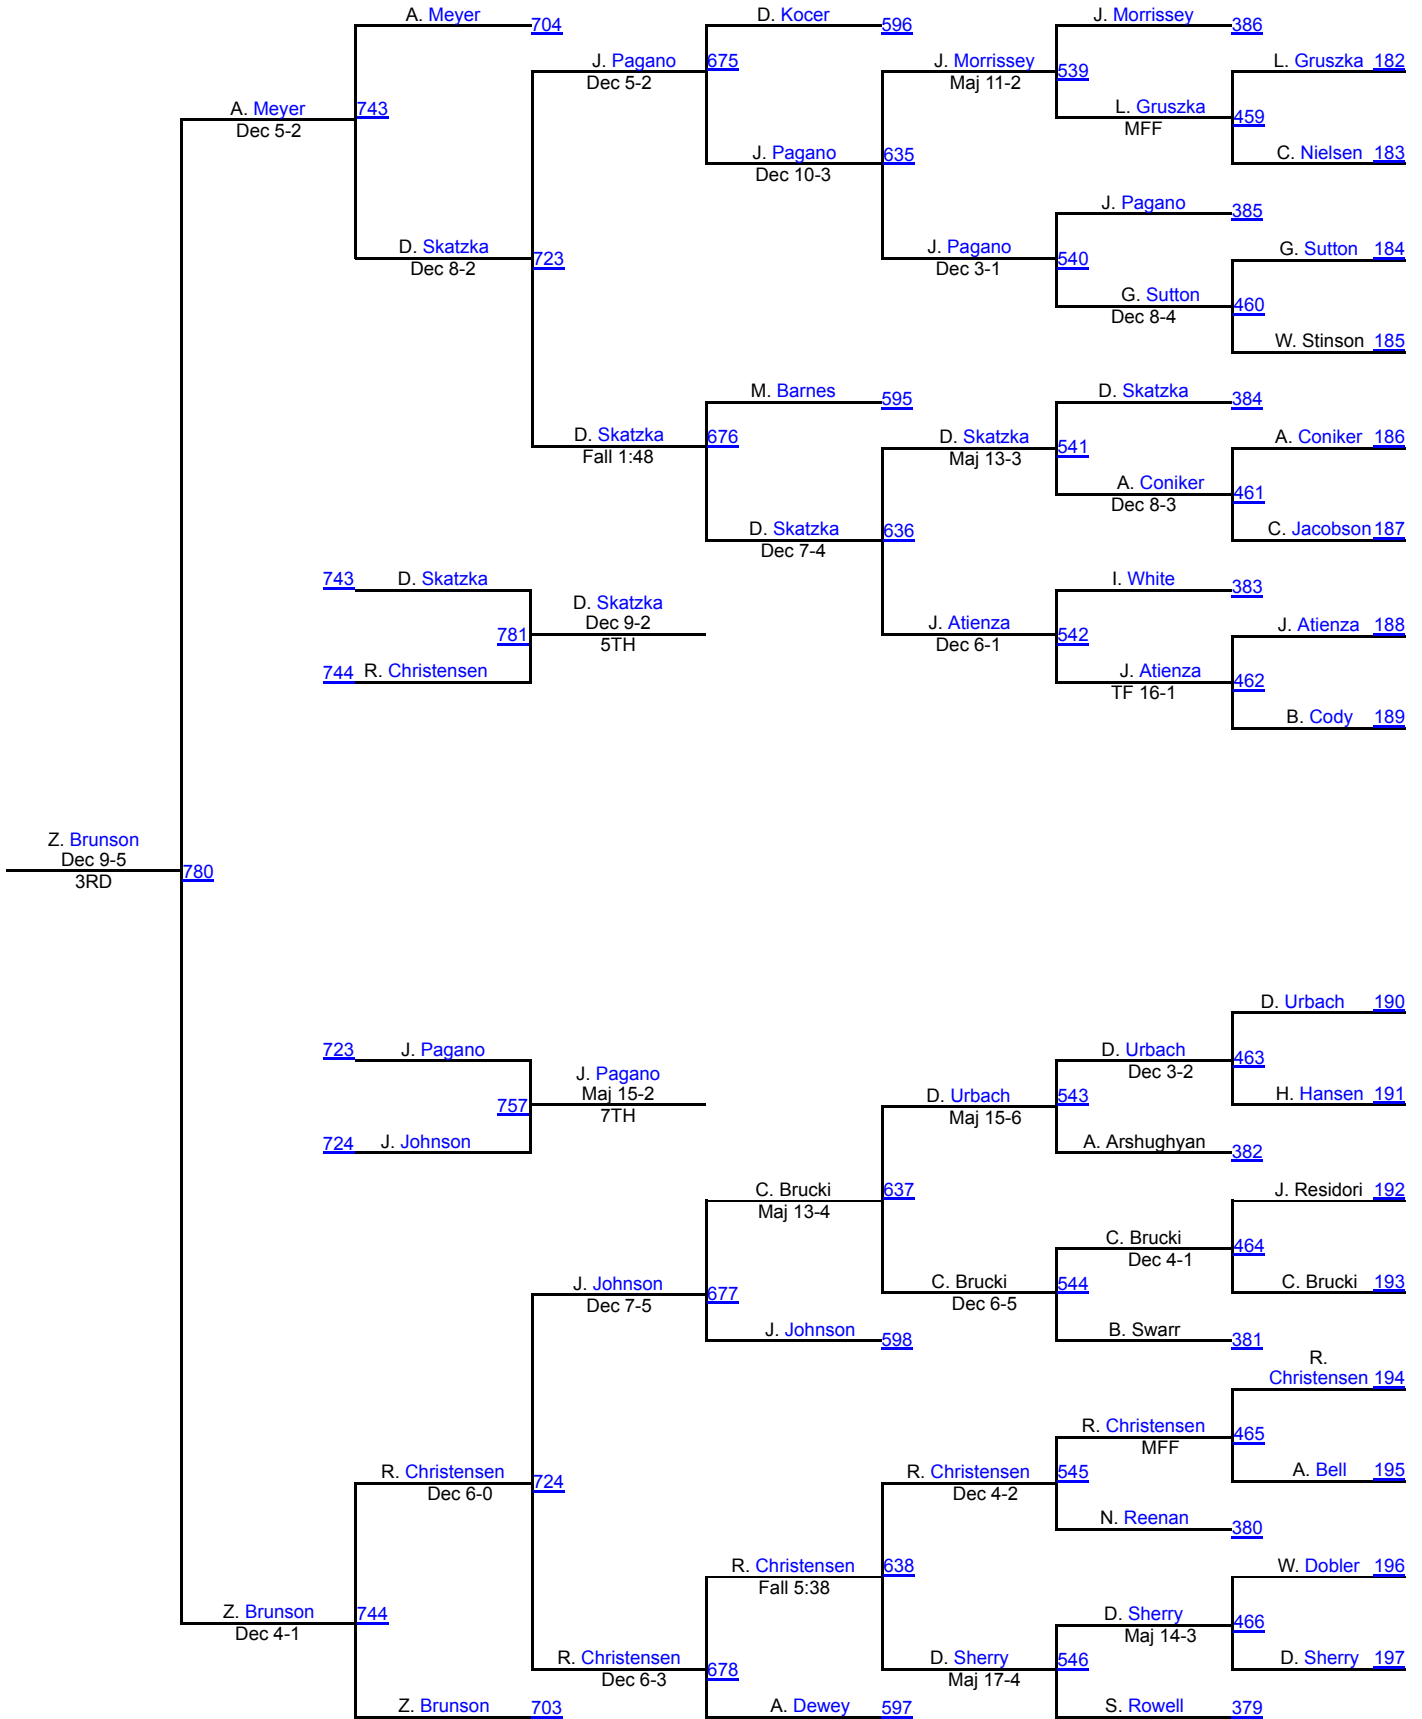 A. Meyer
704
D. Kocer
596
J. Morrissey
386
J. Pagano
Dec 5-2
675
J. Morrissey
Maj 11-2
539
L. Gruszka 182
A. Meyer
Dec 5-2
743
L. Gruszka
MFF
459
J. Pagano
Dec 10-3
635
C. Nielsen 183
J. Pagano
385
D. Skatzka
Dec 8-2
723
J. Pagano
Dec 3-1
540
G. Sutton 184
G. Sutton
Dec 8-4
460
W. Stinson 185
M. Barnes
595
D. Skatzka
384
D. Skatzka
Fall 1:48
676
D. Skatzka
Maj 13-3
541
A. Coniker 186
A. Coniker
Dec 8-3
461
D. Skatzka
Dec 7-4
636
C. Jacobson 187
743 D. Skatzka
I. White
383
D. Skatzka
Dec 9-2
781
5TH
J. Atienza
Dec 6-1
542
J. Atienza 188
744 R. Christensen
J. Atienza
TF 16-1
462
B. Cody 189
Z. Brunson
Dec 9-5
3RD
780
D. Urbach 190
723 J. Pagano
D. Urbach
Dec 3-2
463
J. Pagano
Maj 15-2
757
7TH
D. Urbach
Maj 15-6
543
H. Hansen 191
724 J. Johnson
A. Arshughyan
382
C. Brucki
Maj 13-4
637
J. Residori 192
C. Brucki
Dec 4-1
464
J. Johnson
Dec 7-5
677
C. Brucki
Dec 6-5
544
C. Brucki 193
J. Johnson
598
B. Swarr
381
R.
Christensen 194
R. Christensen
MFF
465
R. Christensen
Dec 6-0
724
R. Christensen
Dec 4-2
545
A. Bell 195
N. Reenan
380
R. Christensen
Fall 5:38
638
W. Dobler 196
Z. Brunson
Dec 4-1
744
D. Sherry
Maj 14-3
466
R. Christensen
Dec 6-3
678
D. Sherry
Maj 17-4
546
D. Sherry 197
Z. Brunson
703
A. Dewey
597
S. Rowell
379